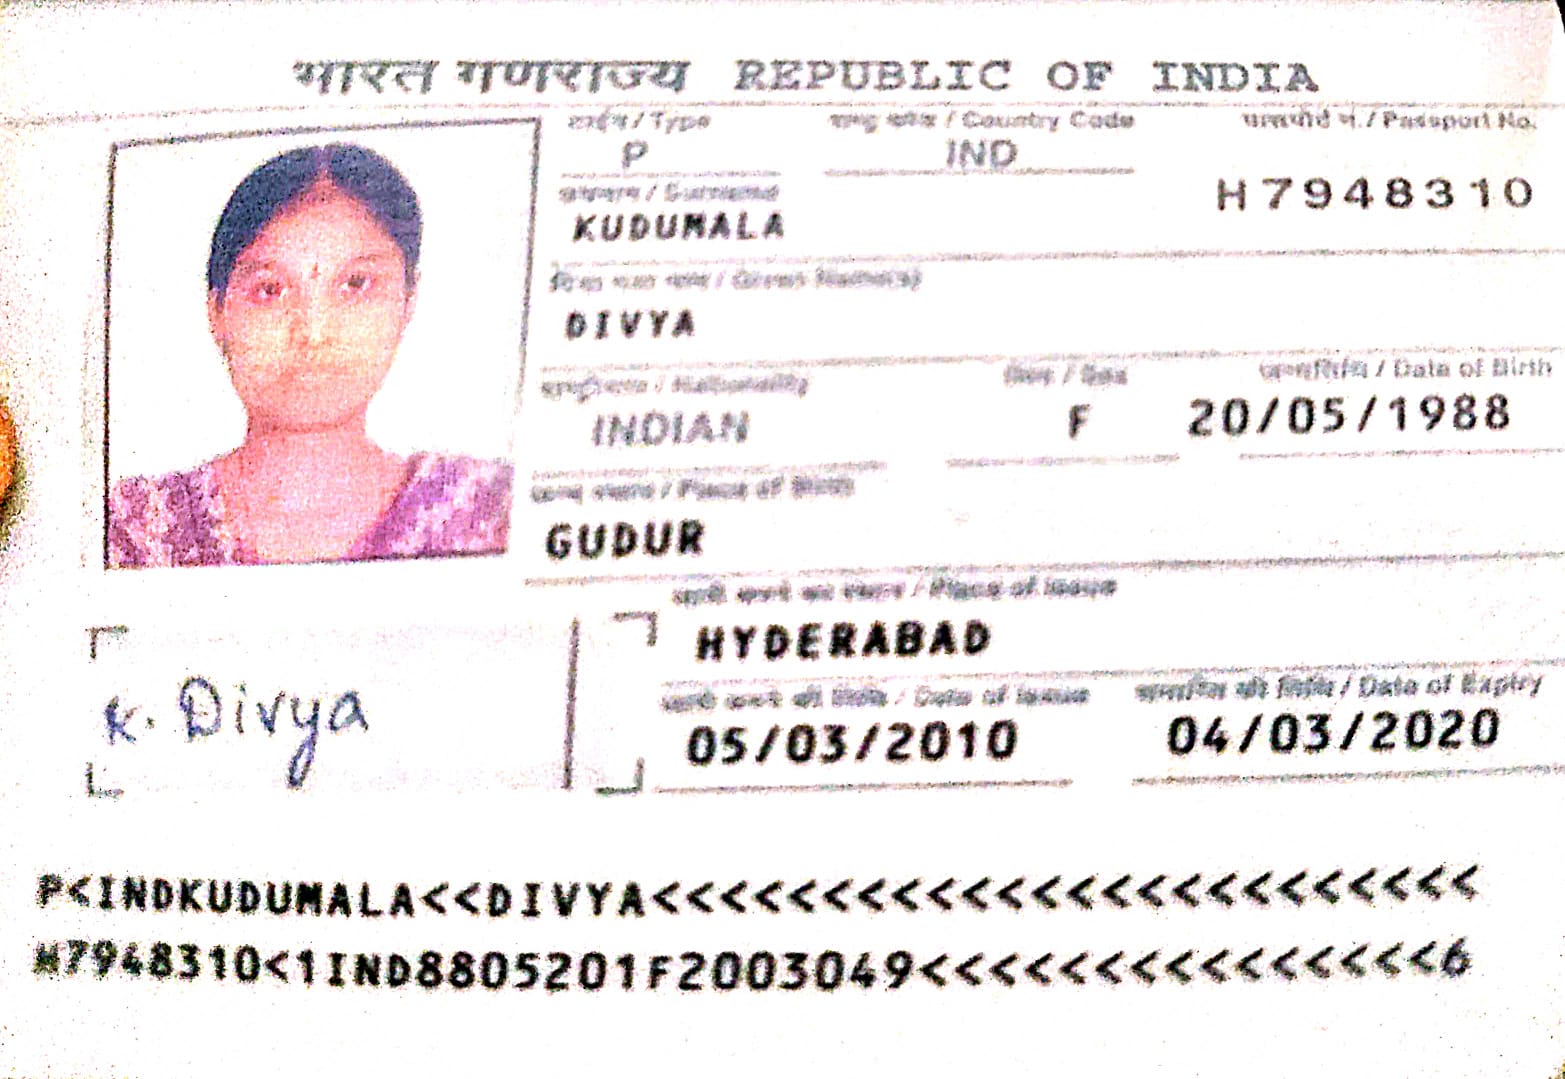 भारत गणराज्य REPUBLIC OF INDIA
टाईप / Type
राष्ट्र कोड / Country Code
पासपोर्ट नं. / Passport No.
P
IND
H7948310
उपनाम / Surname
KUDUMALA
दिया गया नाम / Given Name(s)
DIVYA
राष्ट्रीयता / Nationality
लिंग / Sex
जन्मतिथि / Date of Birth
INDIAN
F
20/05/1988
जन्म स्थान / Place of Birth
GUDUR
जारी करने का स्थान / Place of Issue
HYDERABAD
जारी करने की तिथि / Date of Issue
समाप्ति की तिथि / Date of Expiry
05/03/2010
04/03/2020
K. Divya
P<INDKUDUMALA<<DIVYA<<<<<<<<<<<<<<<<<<<<<<<<
H7948310<1IND8805201F2003049<<<<<<<<<<<<<<<6